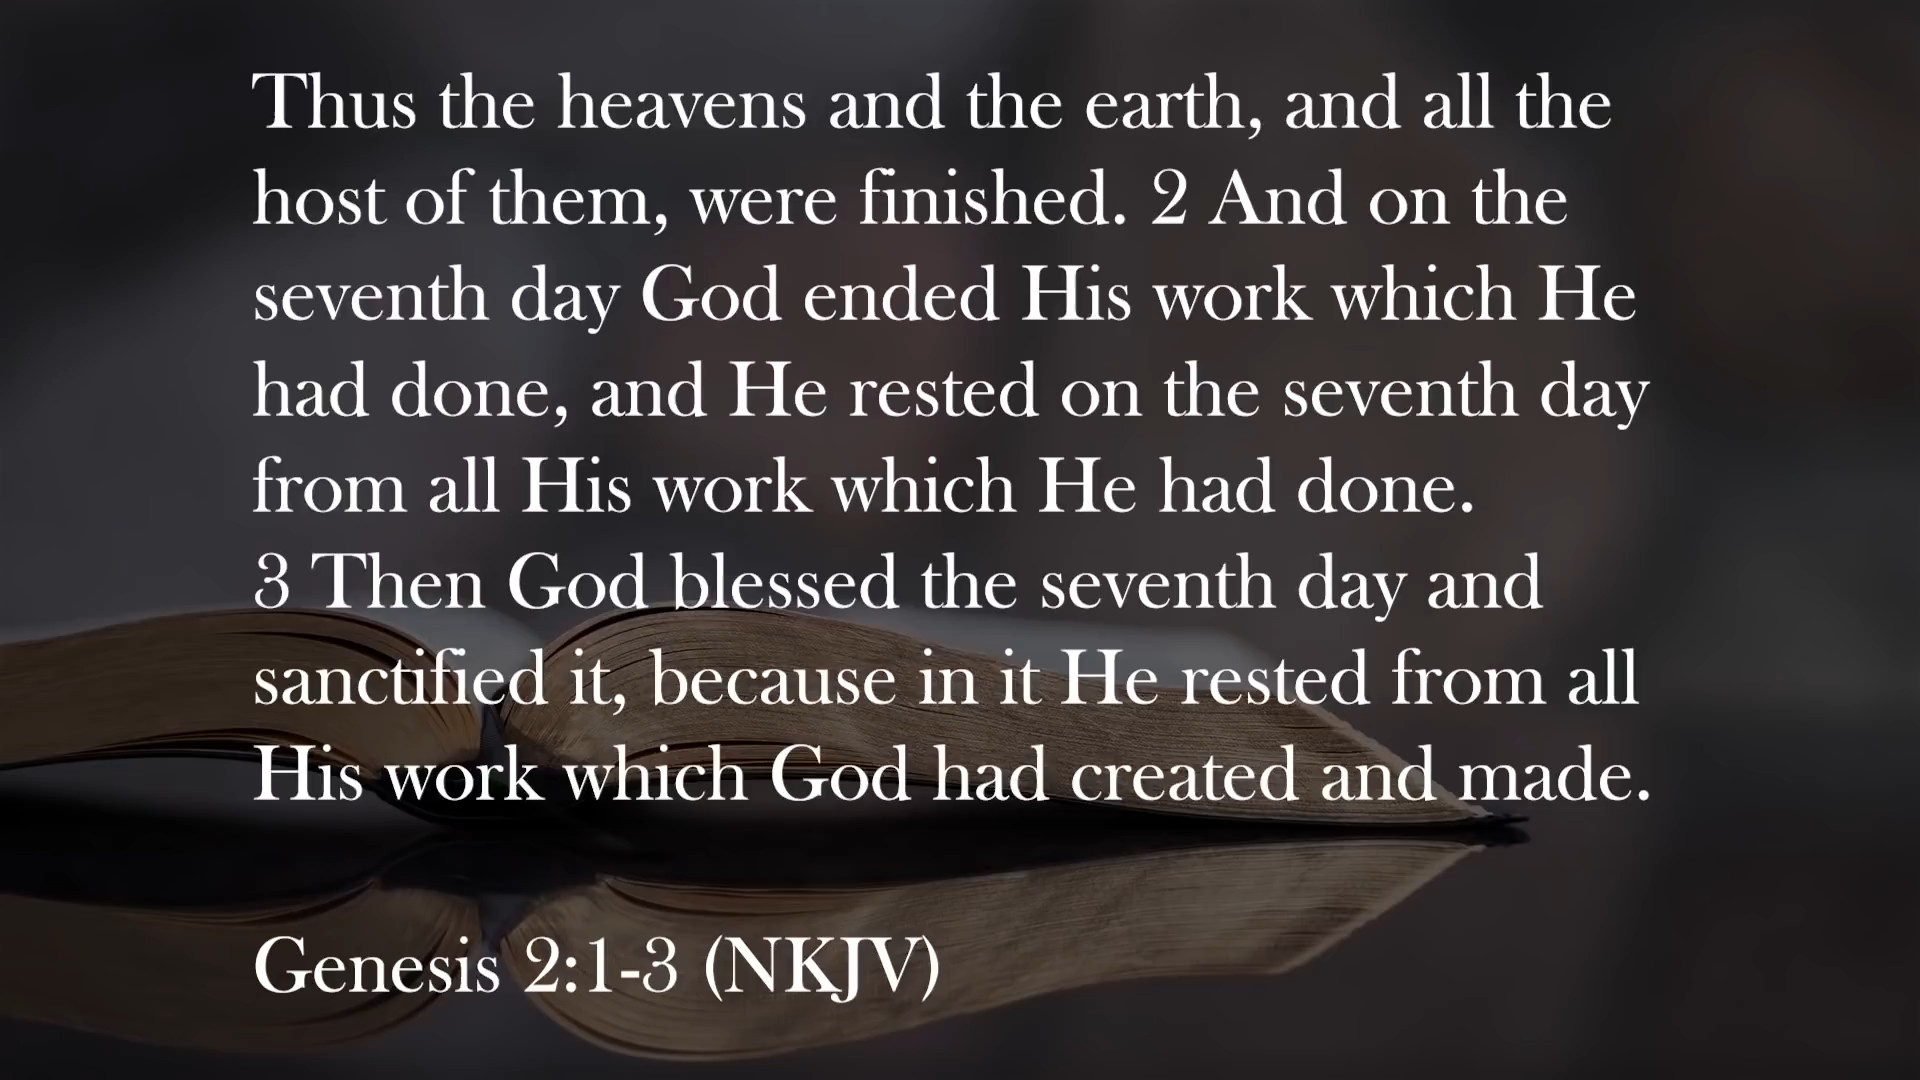 Thus the heavens and the earth, and all the
host of them, were finished. 2 And on the
seventh day God ended His work which He
had done, and He rested on the seventh day
from all His work which He had done.
3 Then God blessed the seventh day and
sanctified it, because in it He rested from all
His work which God had created and made.
Genesis 2:1-3 (NKJV)